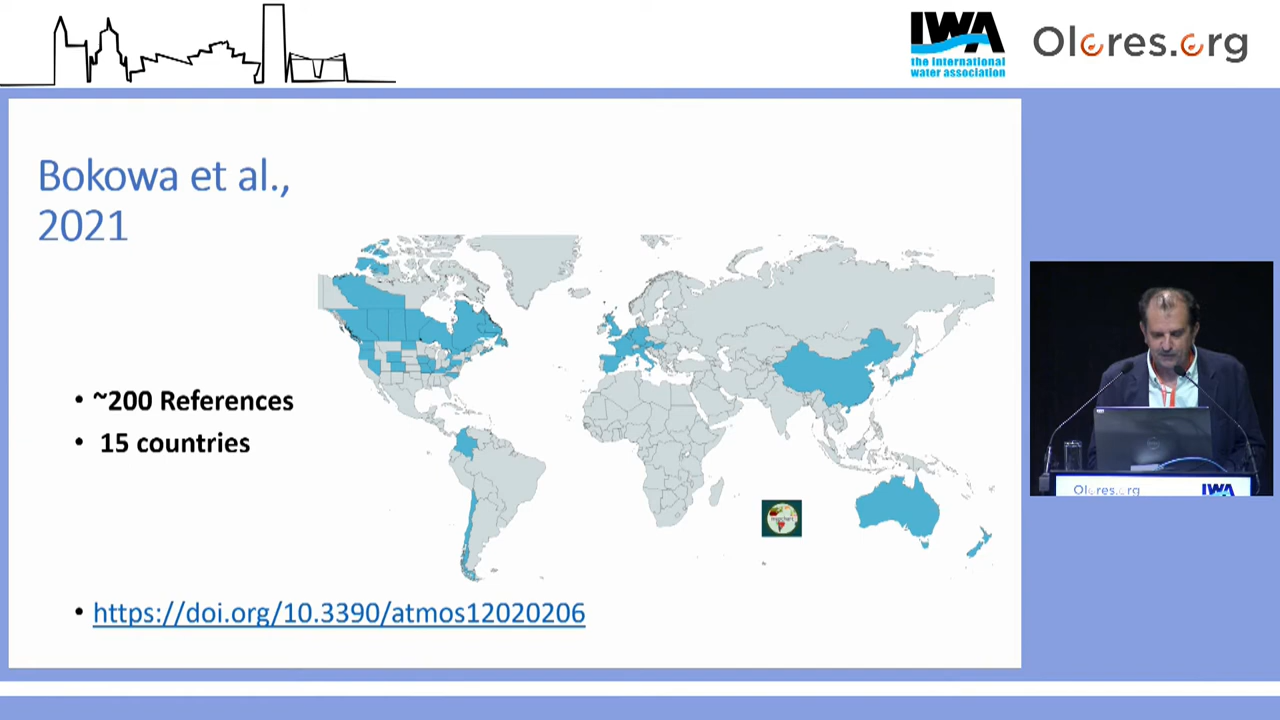 IWA
the international
water association
Olores.org
Bokowa et al.,
2021
• ~200 References
• 15 countries
• https://doi.org/10.3390/atmos12020206
Olores.org
IWA